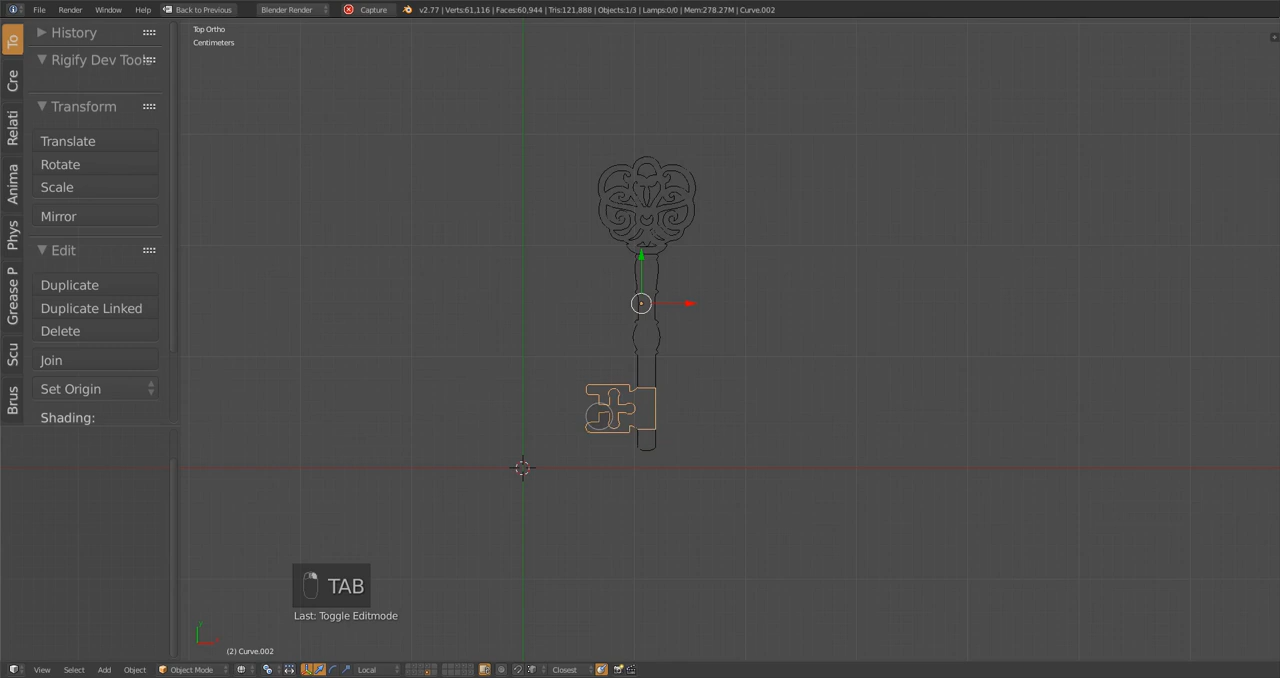 File Render Window Help Back to Previous Blender Render Capture v2.77 | Verts:61,116 | Faces:60,944 | Tris:121,888 | Objects:1/3 | Lamps:0/0 | Mem:278.27M | Curve.002
Top Ortho
Centimeters
To
Cre
Relati
Anima
Phys
Grease P
Scu
Brus
History
Rigify Dev Tools
Transform
Translate
Rotate
Scale
Mirror
Edit
Duplicate
Duplicate Linked
Delete
Join
Set Origin
Shading:
TAB
Last: Toggle Editmode
(2) Curve.002
View Select Add Object Object Mode Local Closest